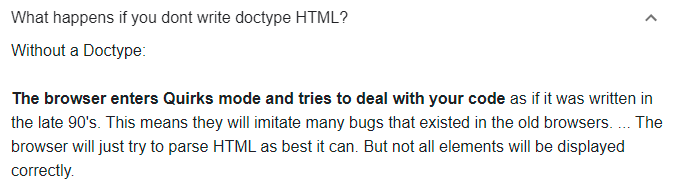 What happens if you dont write doctype HTML?
Without a Doctype:
The browser enters Quirks mode and tries to deal with your code as if it was written in
the late 90's. This means they will imitate many bugs that existed in the old browsers. ... The
browser will just try to parse HTML as best it can. But not all elements will be displayed
correctly.